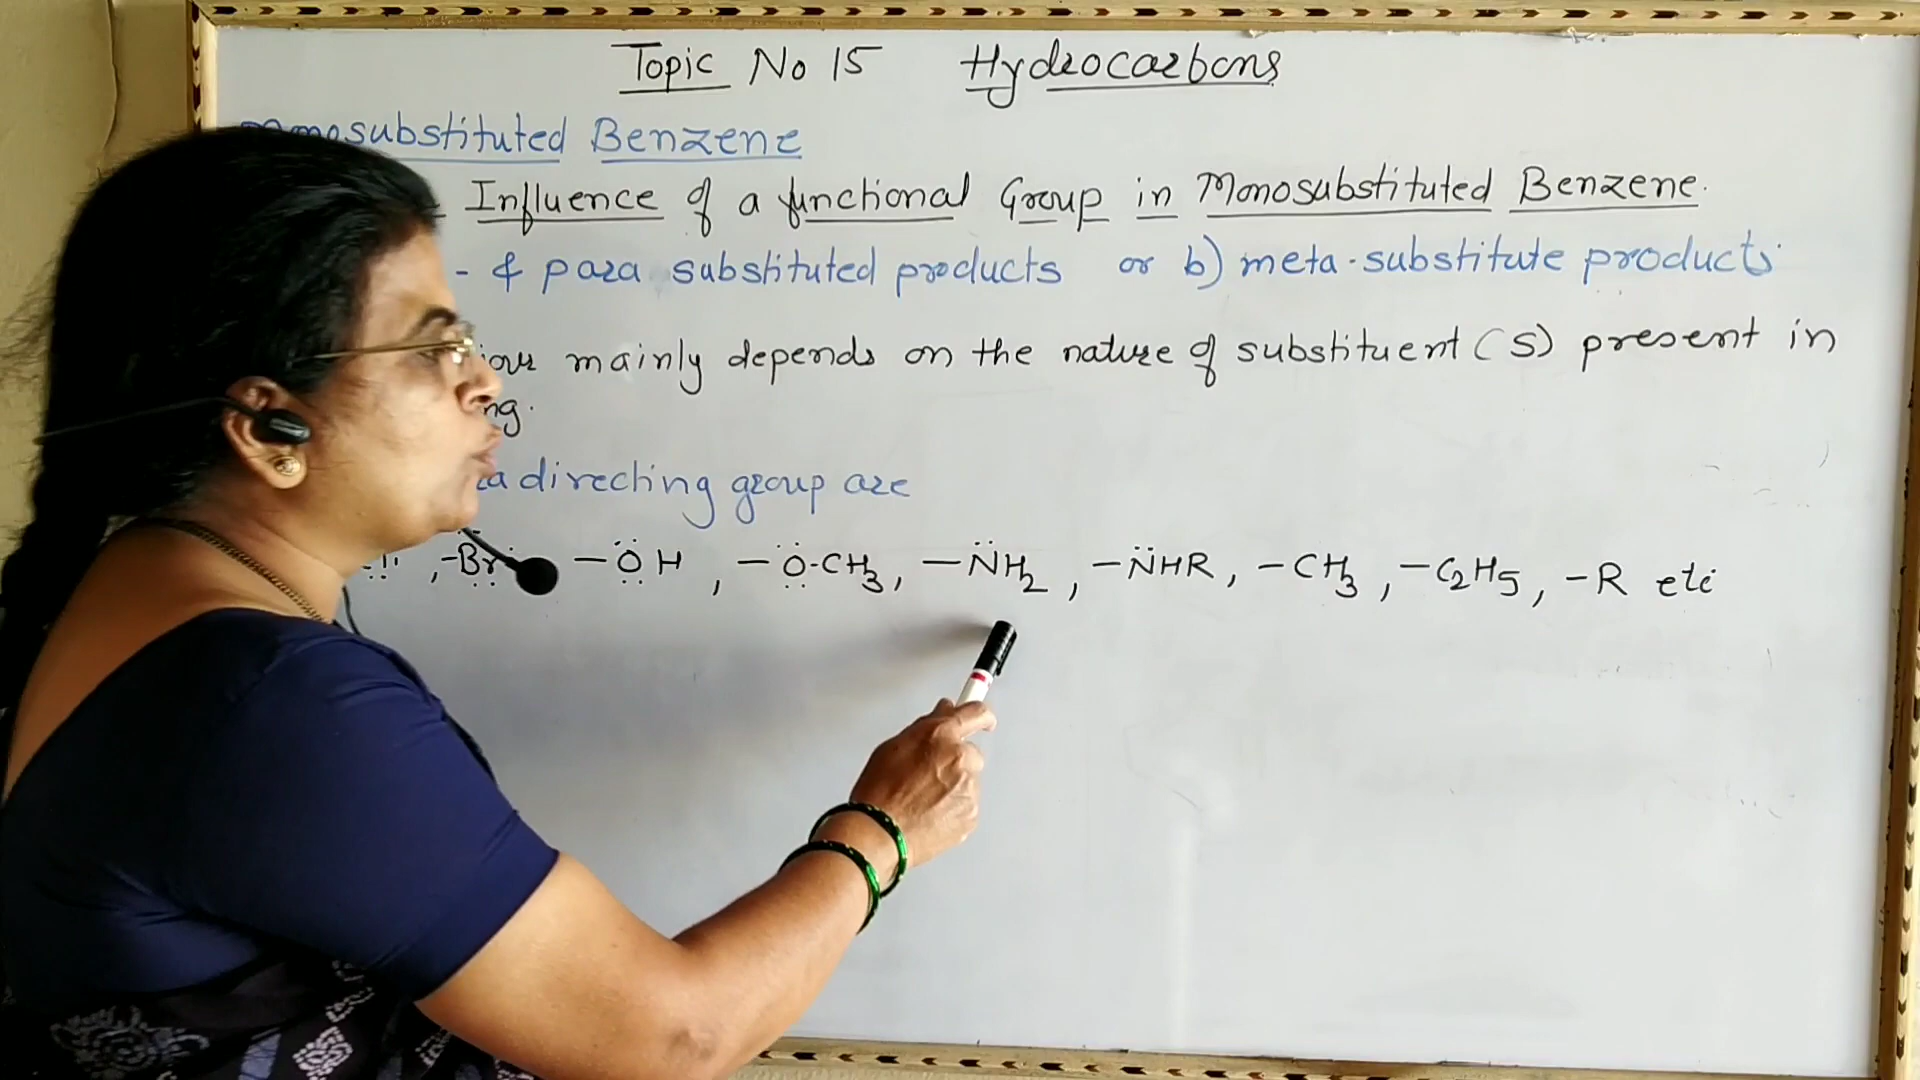 Topic No 15 Hydrocarbons
Monosubstituted Benzene
Influence of a functional Group in Monosubstituted Benzene.
- & para substituted products or b) meta-substitute products
mainly depends on the nature of substituent (S) present in
directing group are
, -Br -OH, -O-CH3, -NH2, -NHR, -CH3, -C2H5, -R etc